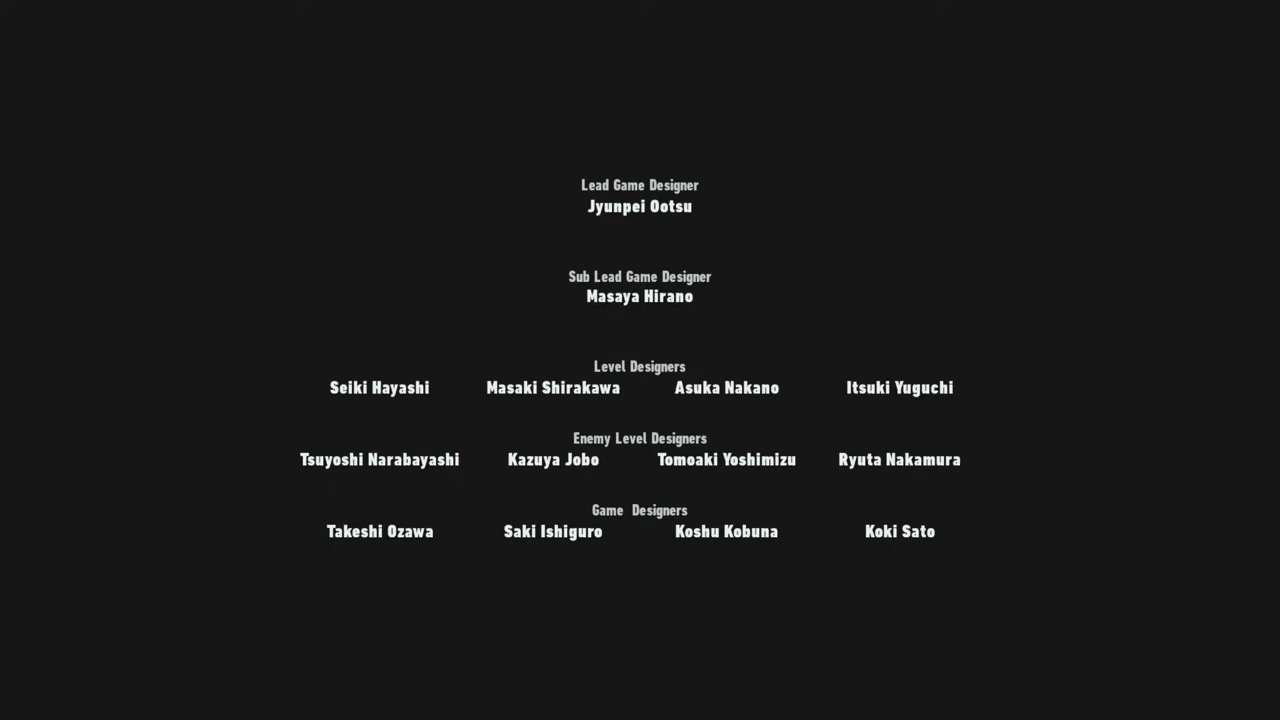 Lead Game Designer
Jyunpei Ootsu
Sub Lead Game Designer
Masaya Hirano
Level Designers
Seiki Hayashi Masaki Shirakawa Asuka Nakano Itsuki Yuguchi
Enemy Level Designers
Tsuyoshi Narabayashi Kazuya Jobo Tomoaki Yoshimizu Ryuta Nakamura
Game Designers
Takeshi Ozawa Saki Ishiguro Koshu Kobuna Koki Sato